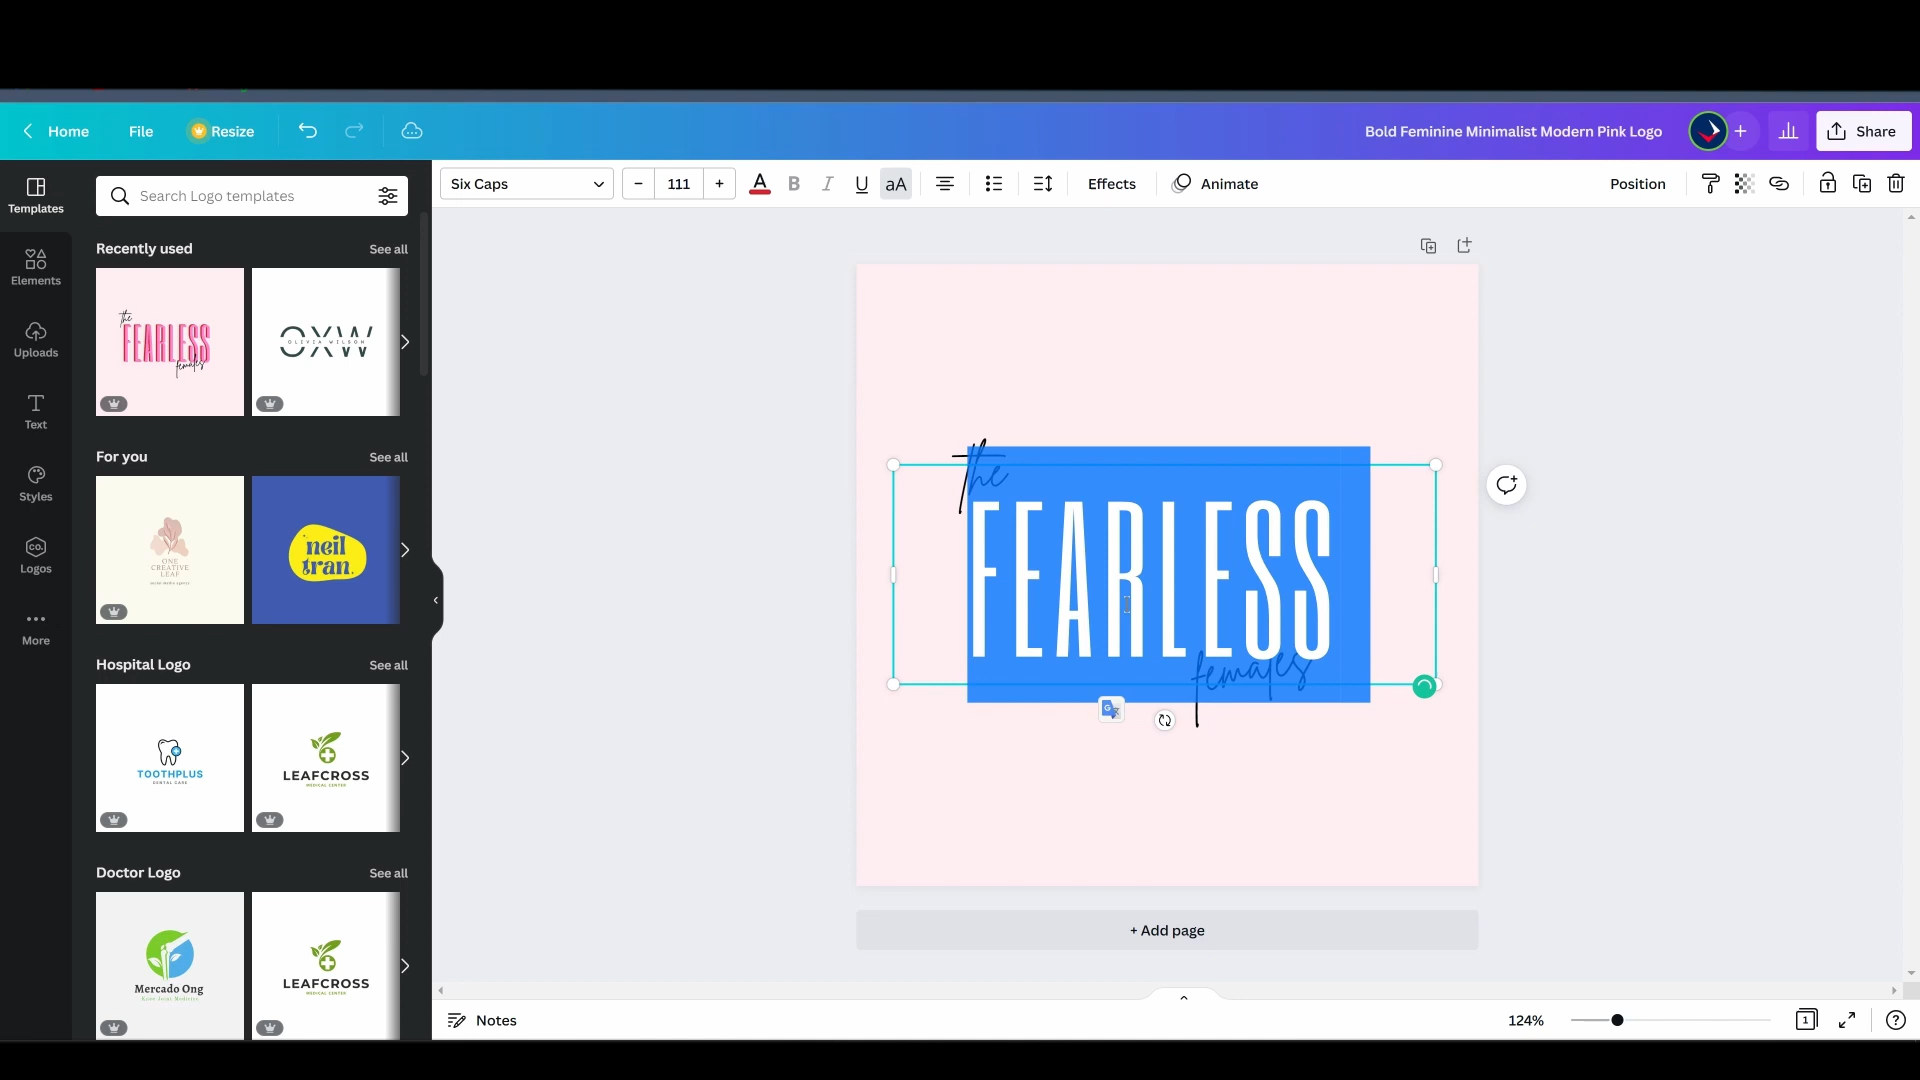 Home File Resize Bold Feminine Minimalist Modern Pink Logo + Share
Templates
Elements
Uploads
Text
Styles
CO.
Logos
More
Search Logo templates
Recently used See all
the
FEARLESS
females
OXW
OLIVIA WILSON
For you See all
ONE
CREATIVE
LEAF
neil
tran.
Hospital Logo See all
TOOTHPLUS
DENTAL CARE
LEAFCROSS
MEDICAL CENTER
Doctor Logo See all
Mercado Ong
LEAFCROSS
MEDICAL CENTER
Six Caps – 111 + A B I U aA Effects Animate Position
the
FEARLESS
females
G
+ Add page
Notes 124% 1 ?